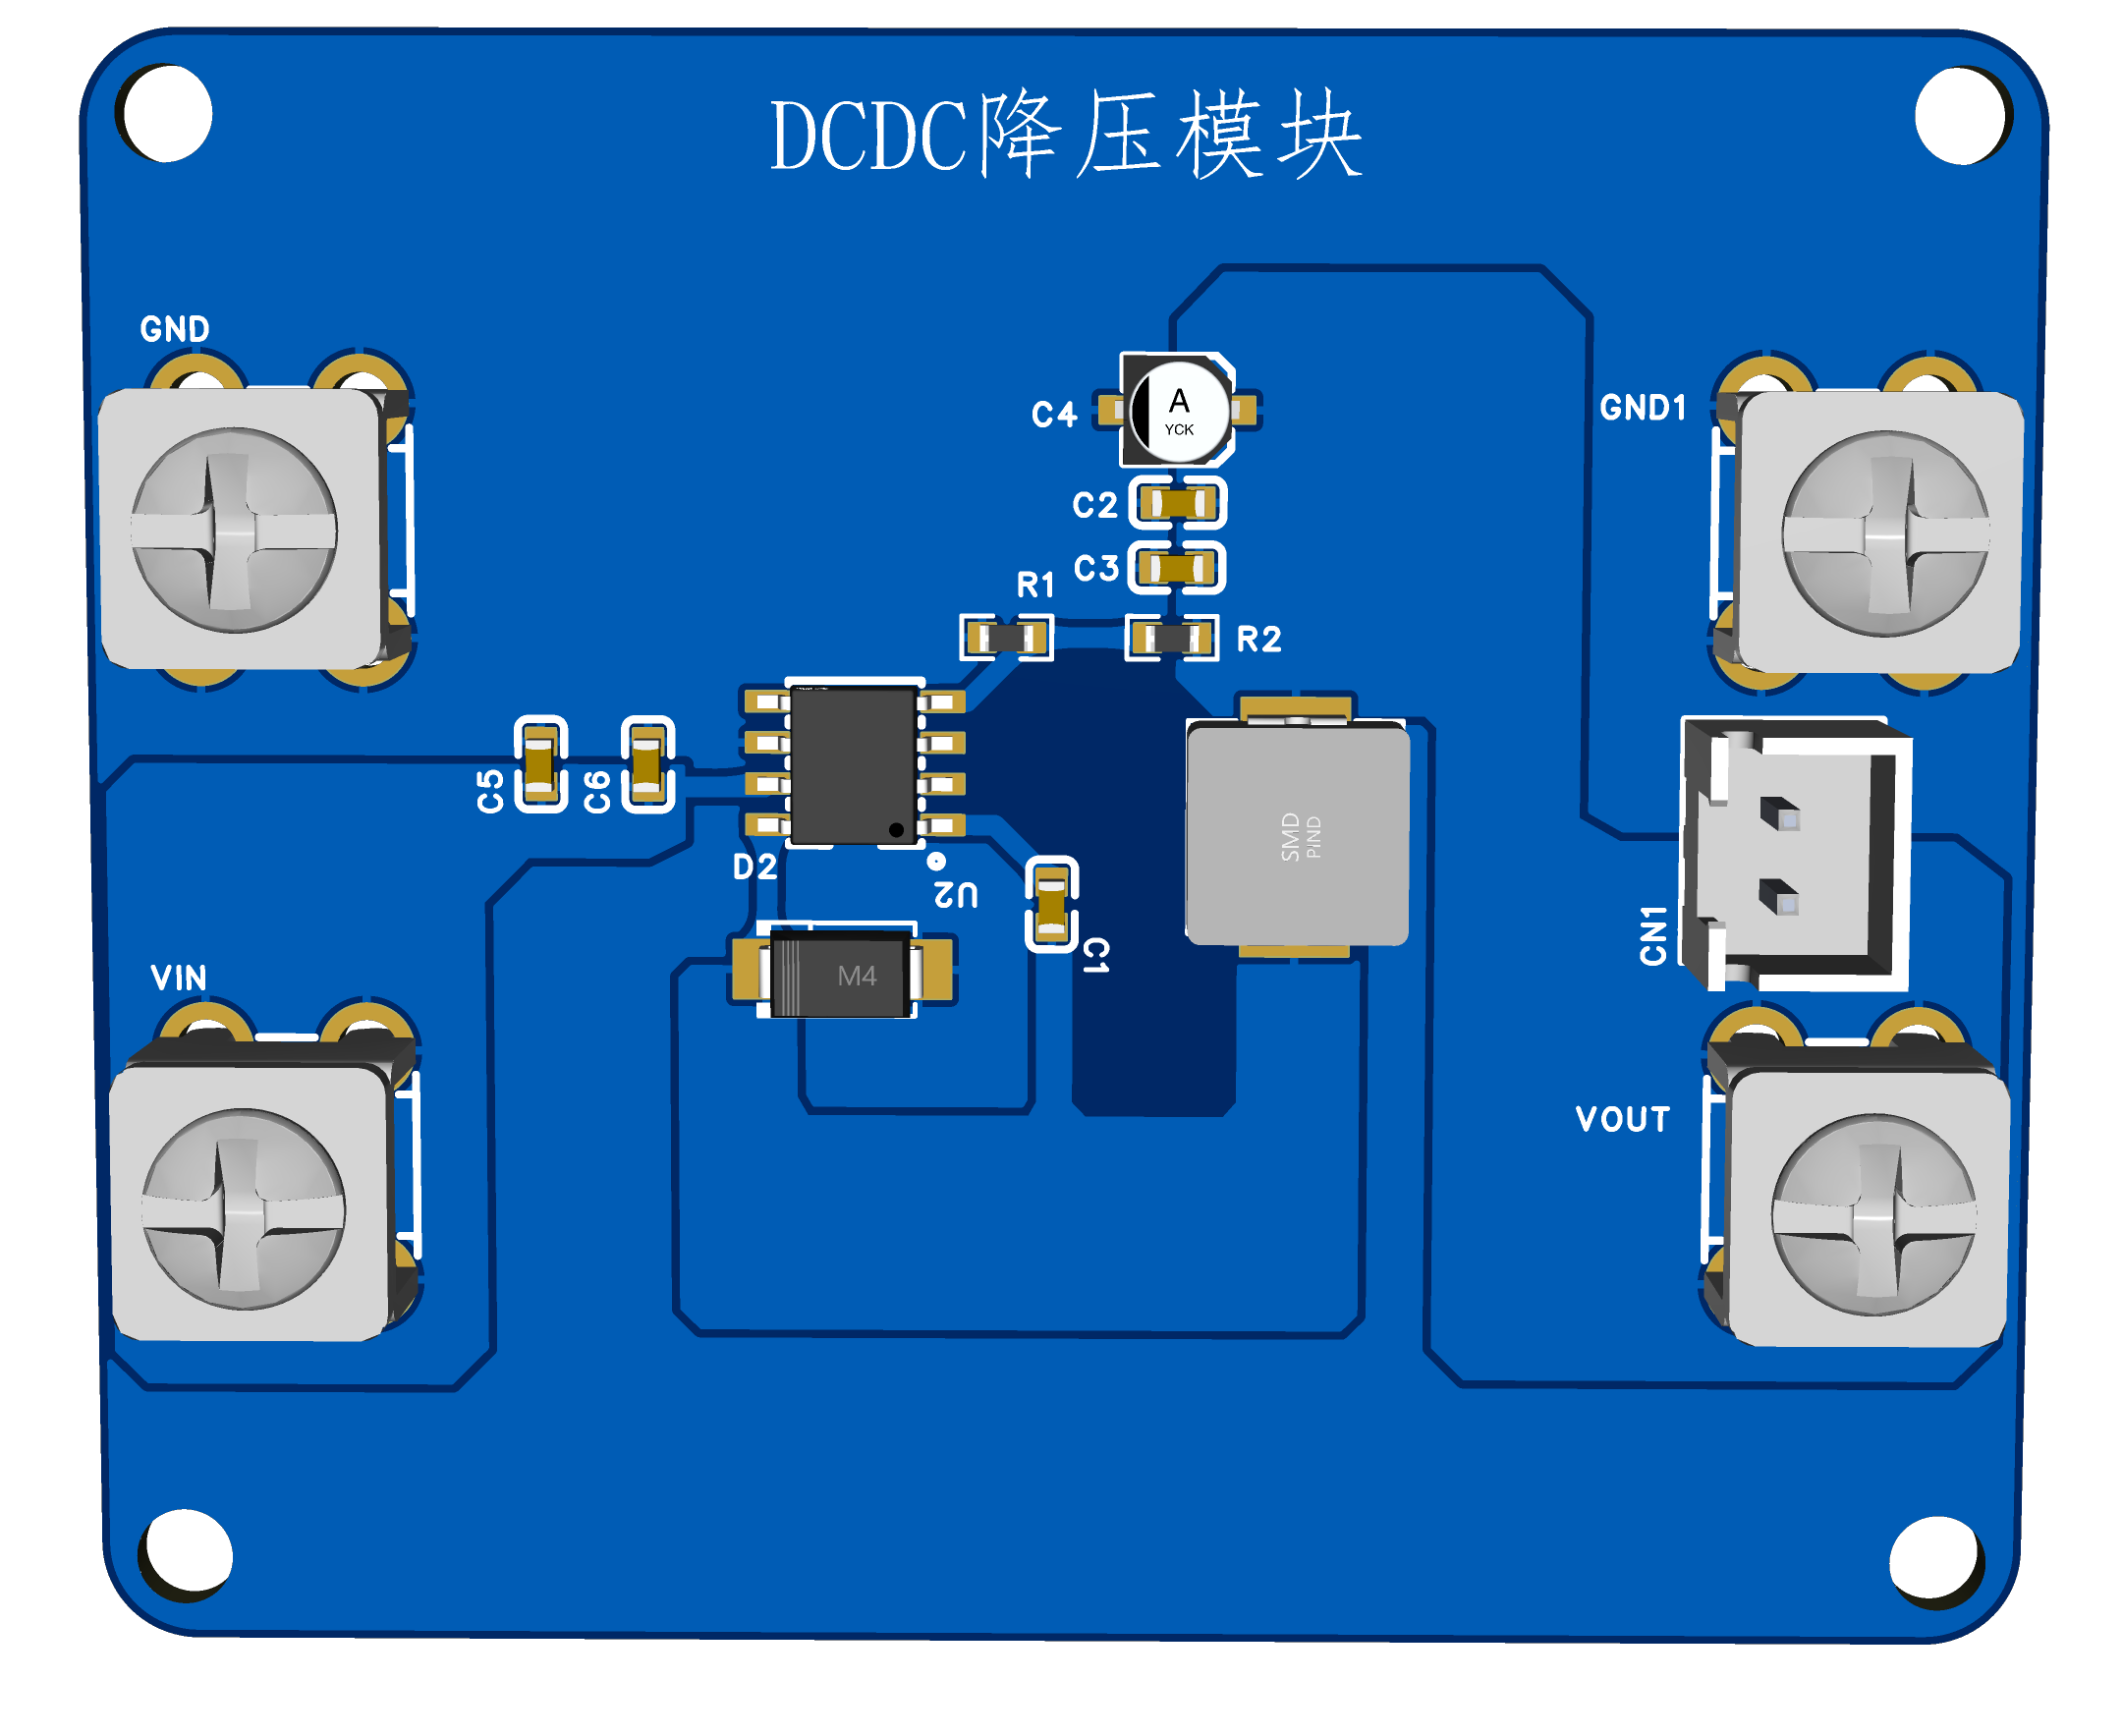 DCDC降压模块
GND
A
YCK
C4
GND1
C2
C3
R1
R2
C5
C6
SMD
PIND
D2
U2
C1
CN1
M4
VIN
VOUT